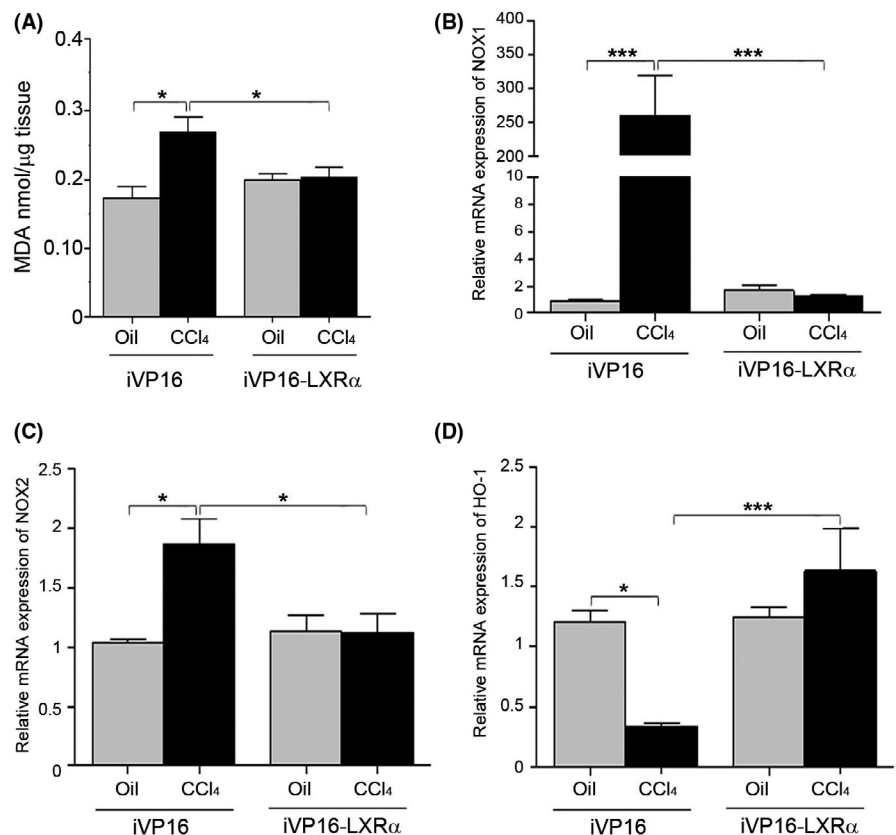 (A)
MDA nmol/μg tissue
0.4
0.3
0.2
0.10
0
*
*
Oil CCl₄ Oil CCl₄
iVP16 iVP16-LXRα
(B)
Relative mRNA expression of NOX1
400
350
300
250
200
10
8
6
4
2
0
***
***
Oil CCl₄ Oil CCl₄
iVP16 iVP16-LXRα
(C)
Relative mRNA expression of NOX2
2.5
2
1.5
1
0.5
0
*
*
Oil CCl₄ Oil CCl₄
iVP16 iVP16-LXRα
(D)
Relative mRNA expression of HO-1
2.5
2
1.5
1
0.5
0
*
***
Oil CCl₄ Oil CCl₄
iVP16 iVP16-LXRα